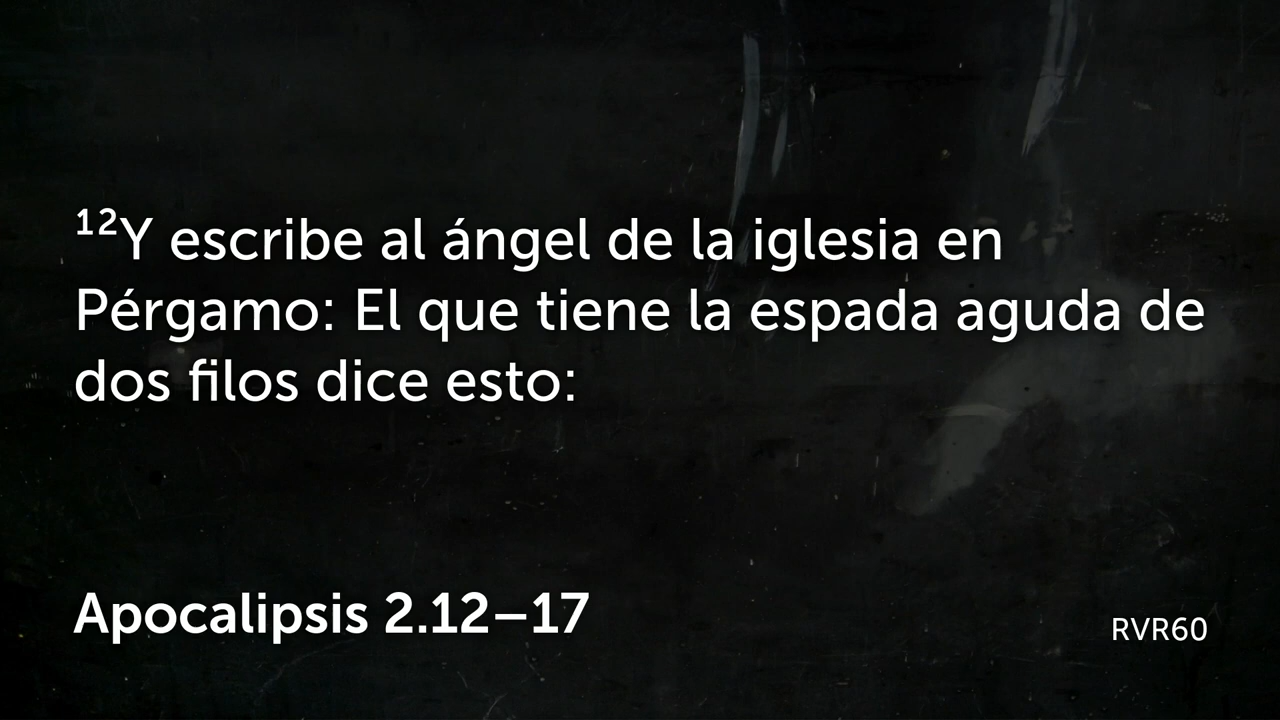 ¹²Y escribe al ángel de la iglesia en
Pérgamo: El que tiene la espada aguda de
dos filos dice esto:
Apocalipsis 2.12–17
RVR60